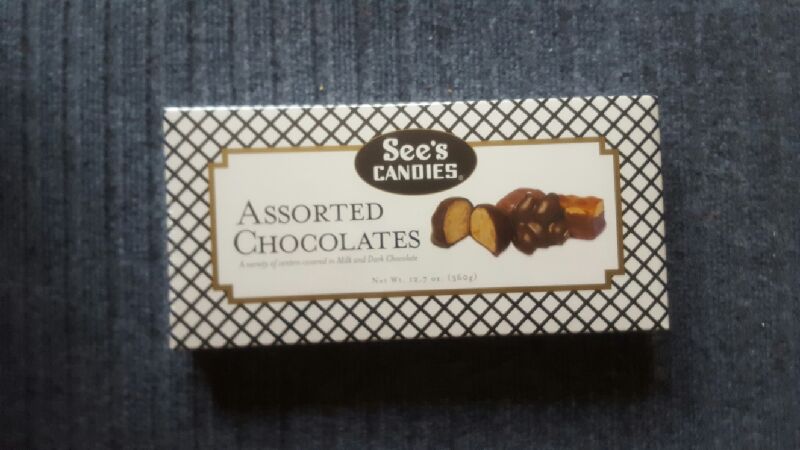 See's
CANDIES®
ASSORTED
CHOCOLATES
A variety of centers covered in Milk and Dark Chocolate
Net Wt. 12.7 oz. (360g)